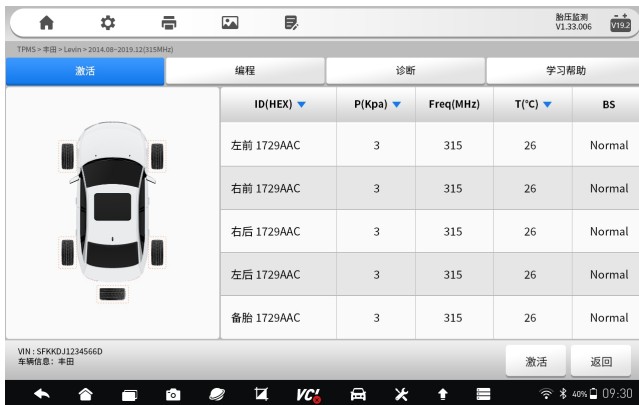 胎压监测
V1.33.006
V19.2
TPMS > 丰田 > Levin > 2014.08~2019.12(315MHz)
激活 编程 诊断 学习帮助
ID(HEX) P(Kpa) Freq(MHz) T(℃) BS
左前 1729AAC 3 315 26 Normal
右前 1729AAC 3 315 26 Normal
右后 1729AAC 3 315 26 Normal
左后 1729AAC 3 315 26 Normal
备胎 1729AAC 3 315 26 Normal
VIN : SFKKDJ1234566D
车辆信息: 丰田
激活 返回
VCI 40% 09:30